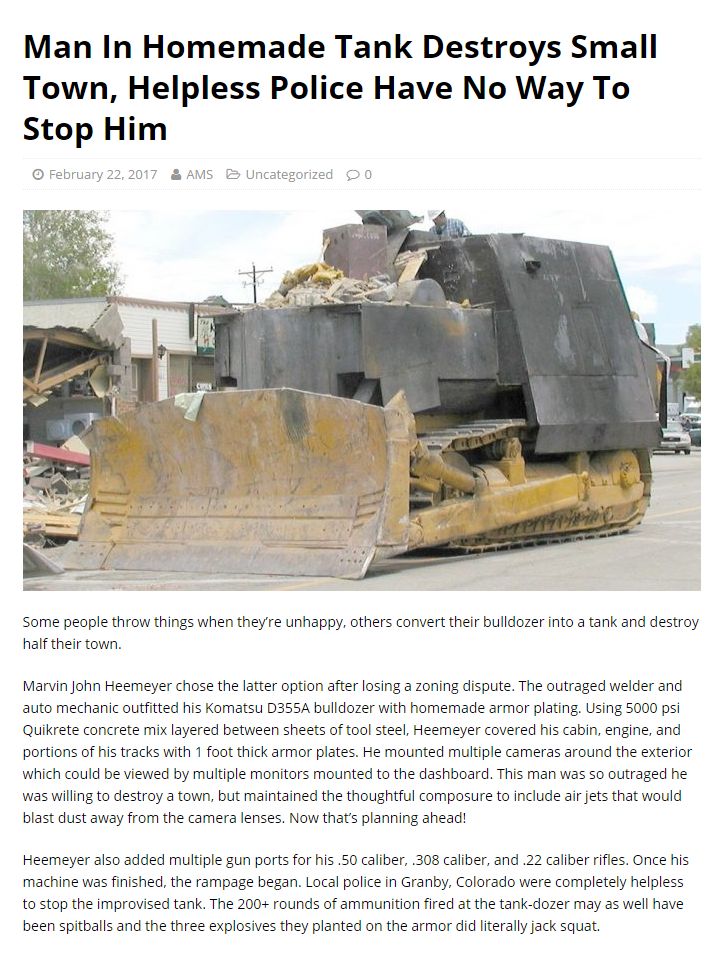 Man In Homemade Tank Destroys Small
Town, Helpless Police Have No Way To
Stop Him
February 22, 2017 AMS Uncategorized 0
Some people throw things when they're unhappy, others convert their bulldozer into a tank and destroy
half their town.
Marvin John Heemeyer chose the latter option after losing a zoning dispute. The outraged welder and
auto mechanic outfitted his Komatsu D355A bulldozer with homemade armor plating. Using 5000 psi
Quikrete concrete mix layered between sheets of tool steel, Heemeyer covered his cabin, engine, and
portions of his tracks with 1 foot thick armor plates. He mounted multiple cameras around the exterior
which could be viewed by multiple monitors mounted to the dashboard. This man was so outraged he
was willing to destroy a town, but maintained the thoughtful composure to include air jets that would
blast dust away from the camera lenses. Now that's planning ahead!
Heemeyer also added multiple gun ports for his .50 caliber, .308 caliber, and .22 caliber rifles. Once his
machine was finished, the rampage began. Local police in Granby, Colorado were completely helpless
to stop the improvised tank. The 200+ rounds of ammunition fired at the tank-dozer may as well have
been spitballs and the three explosives they planted on the armor did literally jack squat.